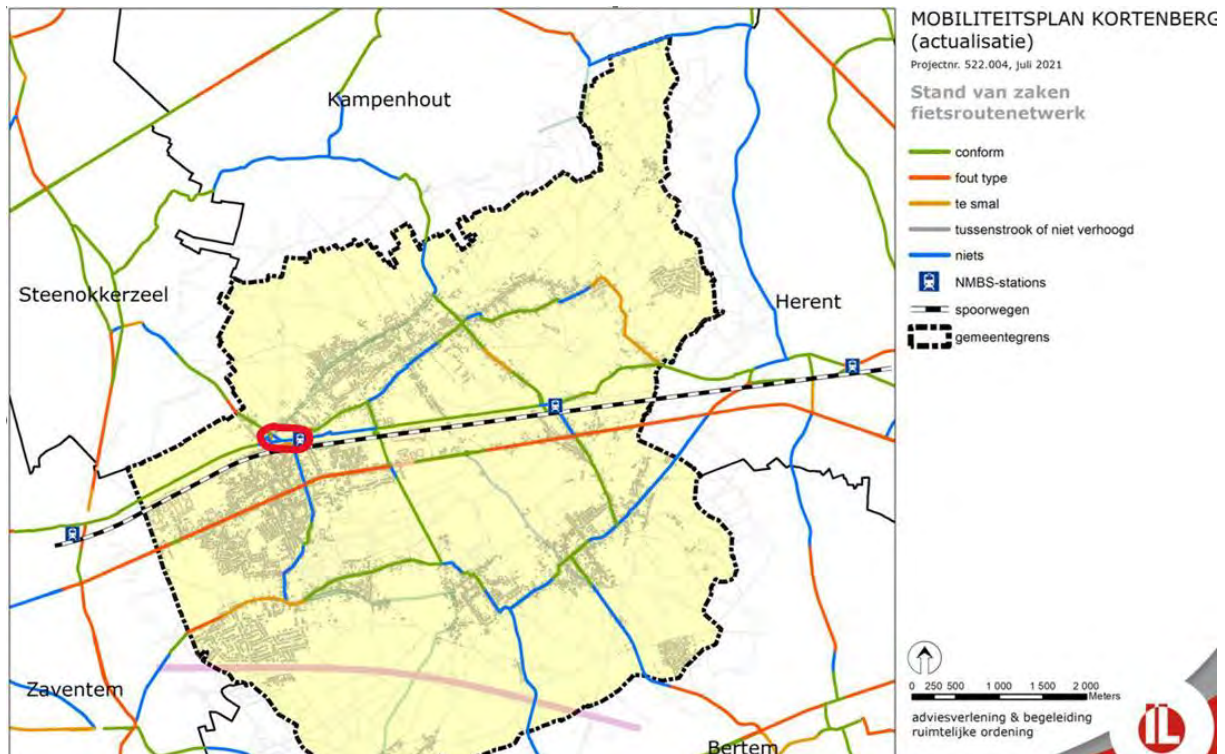 MOBILITEITSPLAN KORTENBERG
(actualisatie)
Projectnr. 522.004, juli 2021
Stand van zaken
fietsroutenetwerk
conform
fout type
te smal
tussenstrook of niet verhoogd
niets
NMBS-stations
spoorwegen
gemeentegrens
Kampenhout
Steenokkerzeel
Herent
Zaventem
Bertem
0 250 500 1 000 1 500 2 000
Meters
adviesverlening & begeleiding
ruimtelijke ordening
IL